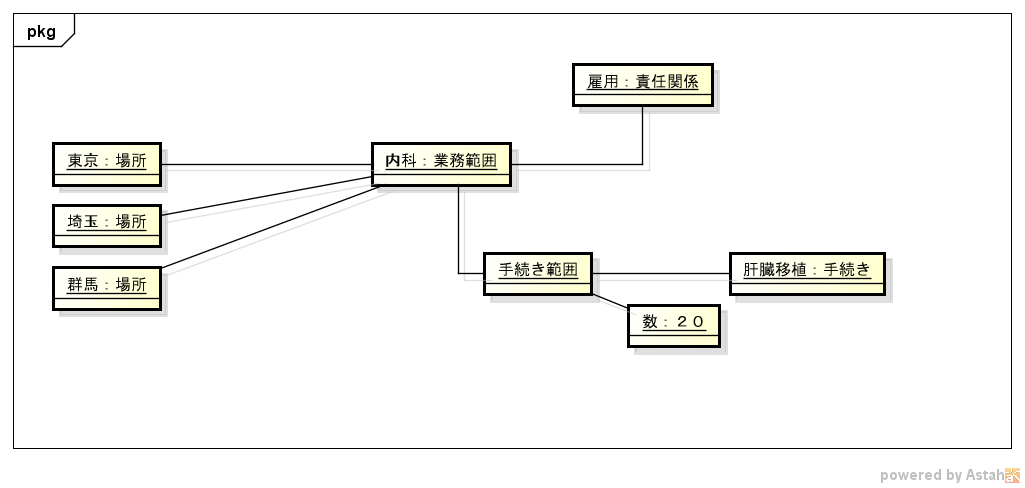 pkg
雇用：責任関係
東京：場所
内科：業務範囲
埼玉：場所
群馬：場所
手続き範囲
肝臓移植：手続き
数：２０
powered by Astah